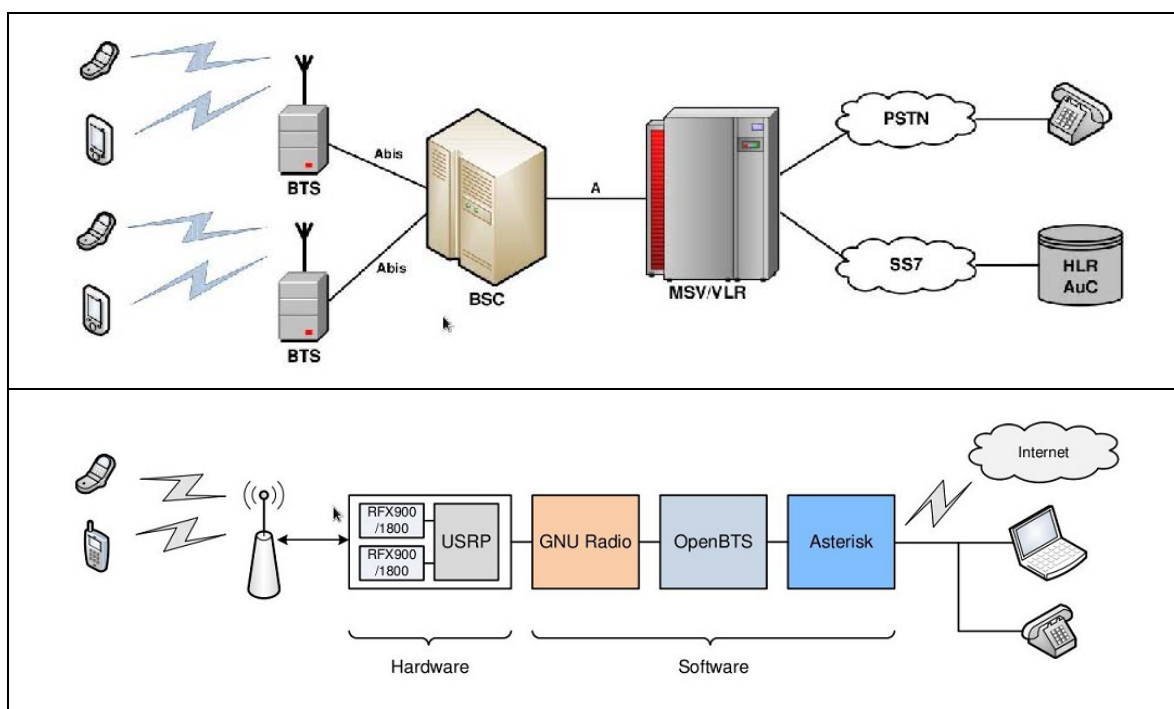 BTS
Abis
BSC
Abis
BTS
A
MSV/VLR
PSTN
SS7
HLR
AuC
RFX900
/1800
RFX900
/1800
USRP
GNU Radio
OpenBTS
Asterisk
Internet
Hardware
Software